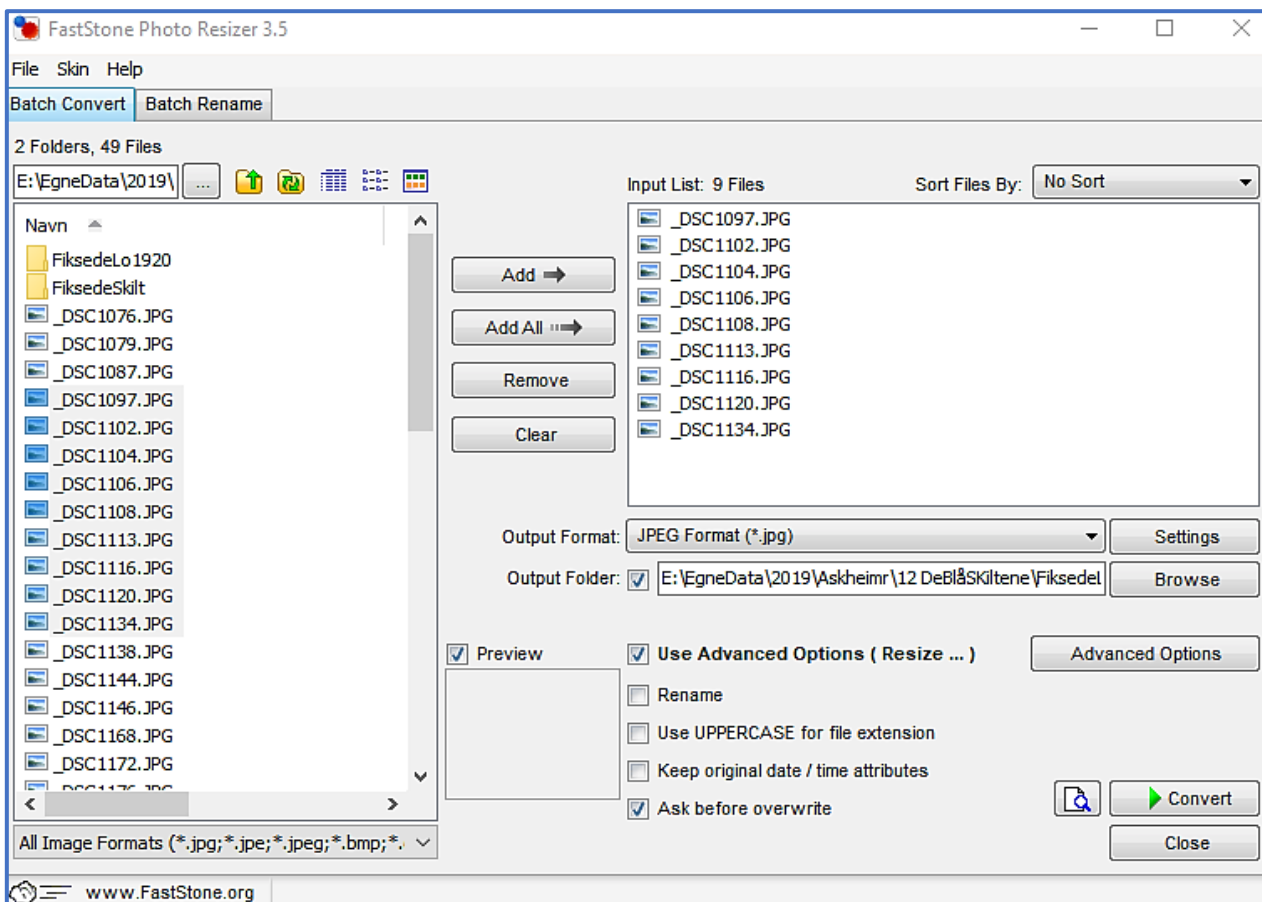 FastStone Photo Resizer 3.5
File Skin Help
Batch Convert Batch Rename
2 Folders, 49 Files
E:\EgneData\2019\ ...
Navn
FiksedeLo1920
FiksedeSkilt
_DSC1076.JPG
_DSC1079.JPG
_DSC1087.JPG
_DSC1097.JPG
_DSC1102.JPG
_DSC1104.JPG
_DSC1106.JPG
_DSC1108.JPG
_DSC1113.JPG
_DSC1116.JPG
_DSC1120.JPG
_DSC1134.JPG
_DSC1138.JPG
_DSC1144.JPG
_DSC1146.JPG
_DSC1168.JPG
_DSC1172.JPG
All Image Formats (*.jpg;*.jpe;*.jpeg;*.bmp;*.
Add
Add All
Remove
Clear
Input List: 9 Files Sort Files By: No Sort
_DSC1097.JPG
_DSC1102.JPG
_DSC1104.JPG
_DSC1106.JPG
_DSC1108.JPG
_DSC1113.JPG
_DSC1116.JPG
_DSC1120.JPG
_DSC1134.JPG
Output Format: JPEG Format (*.jpg) Settings
Output Folder: E:\EgneData\2019\Askheimr\12 DeBlåSKiltene\Fiksedel Browse
Preview
Use Advanced Options ( Resize ... ) Advanced Options
Rename
Use UPPERCASE for file extension
Keep original date / time attributes
Ask before overwrite
Convert
Close
www.FastStone.org